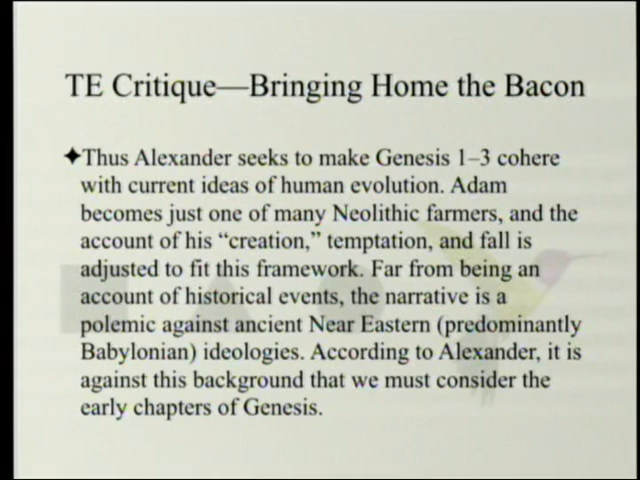 TE Critique—Bringing Home the Bacon
✦Thus Alexander seeks to make Genesis 1–3 cohere
with current ideas of human evolution. Adam
becomes just one of many Neolithic farmers, and the
account of his “creation,” temptation, and fall is
adjusted to fit this framework. Far from being an
account of historical events, the narrative is a
polemic against ancient Near Eastern (predominantly
Babylonian) ideologies. According to Alexander, it is
against this background that we must consider the
early chapters of Genesis.